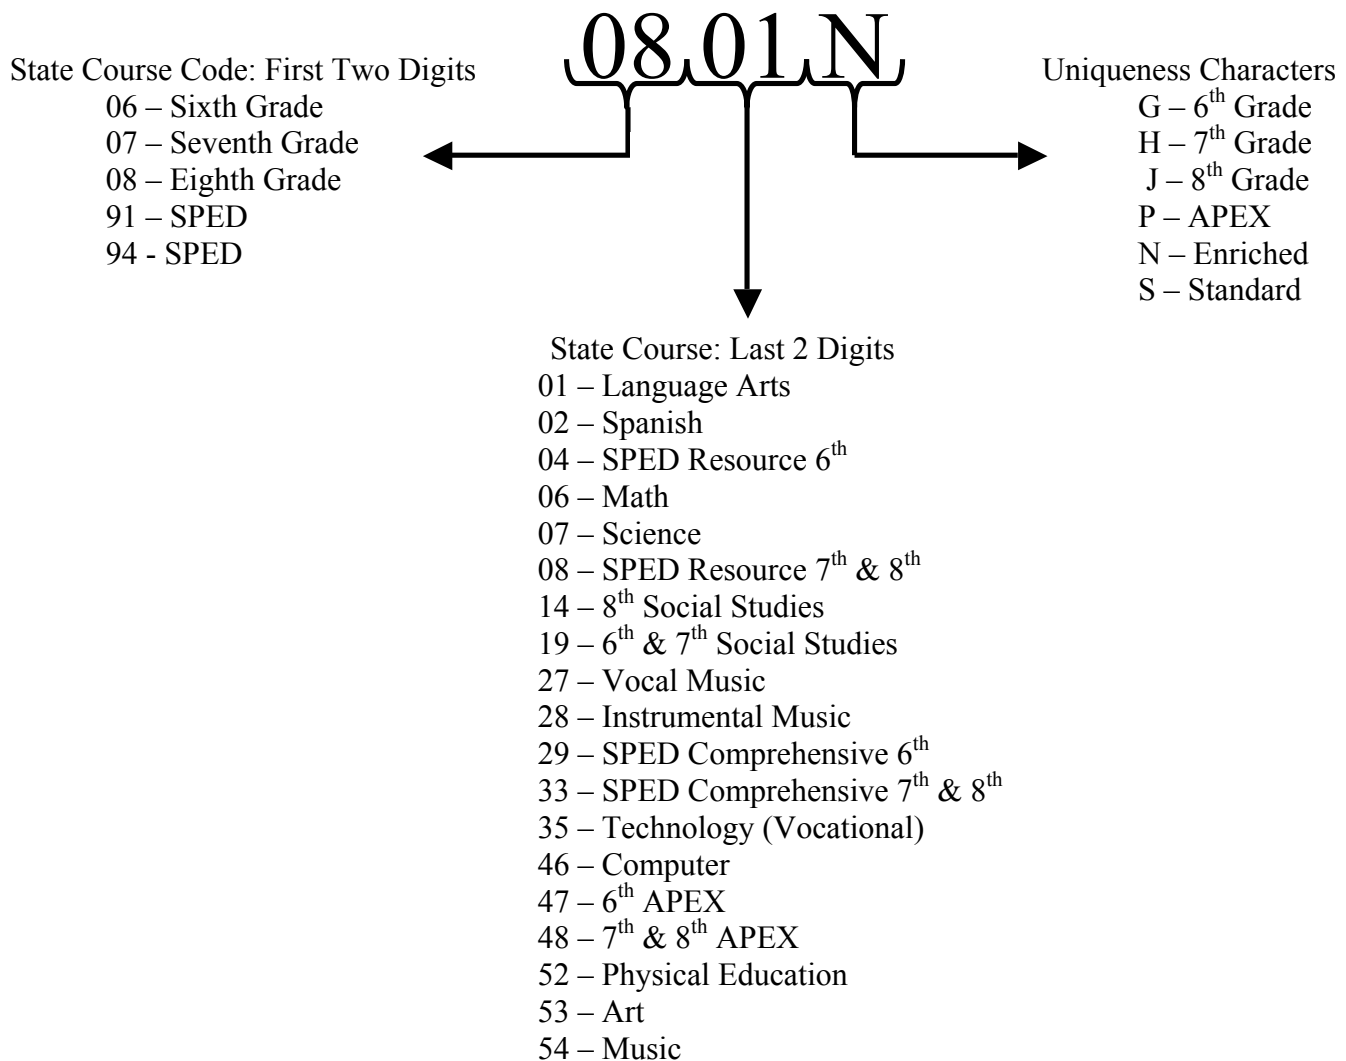 0801N
State Course Code: First Two Digits
06 – Sixth Grade
07 – Seventh Grade
08 – Eighth Grade
91 – SPED
94 - SPED
Uniqueness Characters
G – 6th Grade
H – 7th Grade
J – 8th Grade
P – APEX
N – Enriched
S – Standard
State Course: Last 2 Digits
01 – Language Arts
02 – Spanish
04 – SPED Resource 6th
06 – Math
07 – Science
08 – SPED Resource 7th & 8th
14 – 8th Social Studies
19 – 6th & 7th Social Studies
27 – Vocal Music
28 – Instrumental Music
29 – SPED Comprehensive 6th
33 – SPED Comprehensive 7th & 8th
35 – Technology (Vocational)
46 – Computer
47 – 6th APEX
48 – 7th & 8th APEX
52 – Physical Education
53 – Art
54 – Music